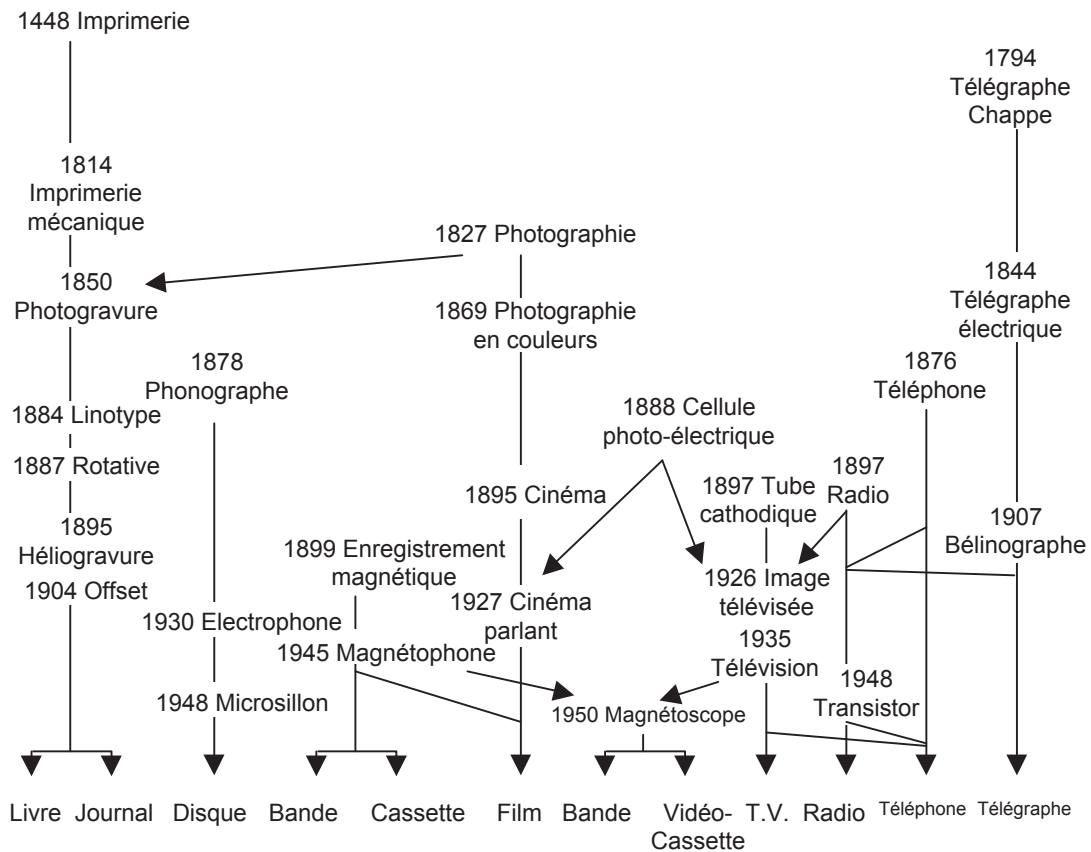 1448 Imprimerie
1794
Télégraphe
Chappe
1814
Imprimerie
mécanique
1827 Photographie
1850
Photogravure
1869 Photographie
en couleurs
1844
Télégraphe
électrique
1878
Phonographe
1876
Téléphone
1884 Linotype
1888 Cellule
photo-électrique
1887 Rotative
1895 Cinéma
1897 Tube
cathodique
1897
Radio
1895
Héliogravure
1907
Bélinographe
1899 Enregistrement
magnétique
1904 Offset
1926 Image
télévisée
1927 Cinéma
parlant
1930 Electrophone
1935
Télévision
1945 Magnétophone
1948 Microsillon
1950 Magnétoscope
1948
Transistor
Livre
Journal
Disque
Bande
Cassette
Film
Bande
Vidéo-
Cassette
T.V.
Radio
Téléphone
Télégraphe